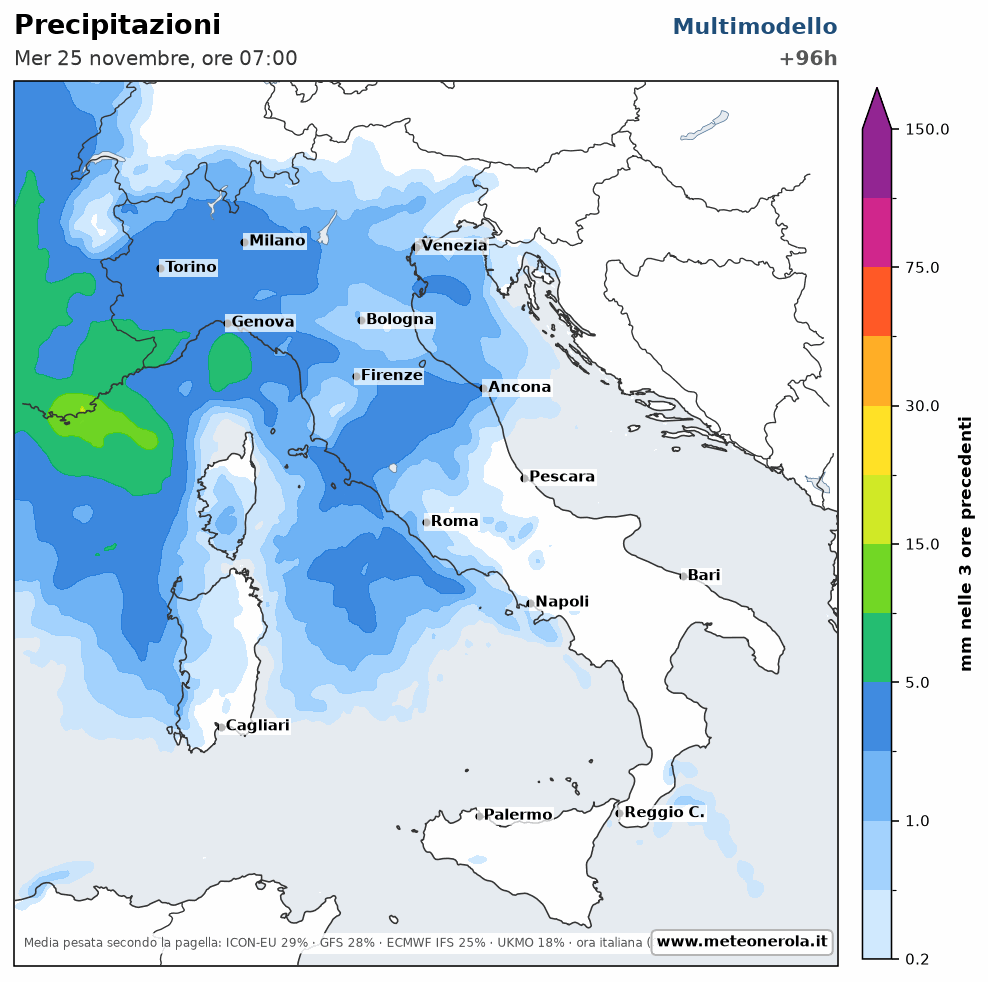 Precipitazioni
Multimodello
Mer 25 novembre, ore 07:00
+96h
150.0
Milano
Venezia
Torino
75.0
Genova
Bologna
Firenze
Ancona
30.0
Pescara
Roma
15.0
Bari
Napoli
5.0
Cagliari
Palermo
Reggio C.
1.0
0.2
mm nelle 3 ore precedenti
Media pesata secondo la pagella: ICON-EU 29% · GFS 28% · ECMWF IFS 25% · UKMO 18% · ora italiana (
www.meteonerola.it